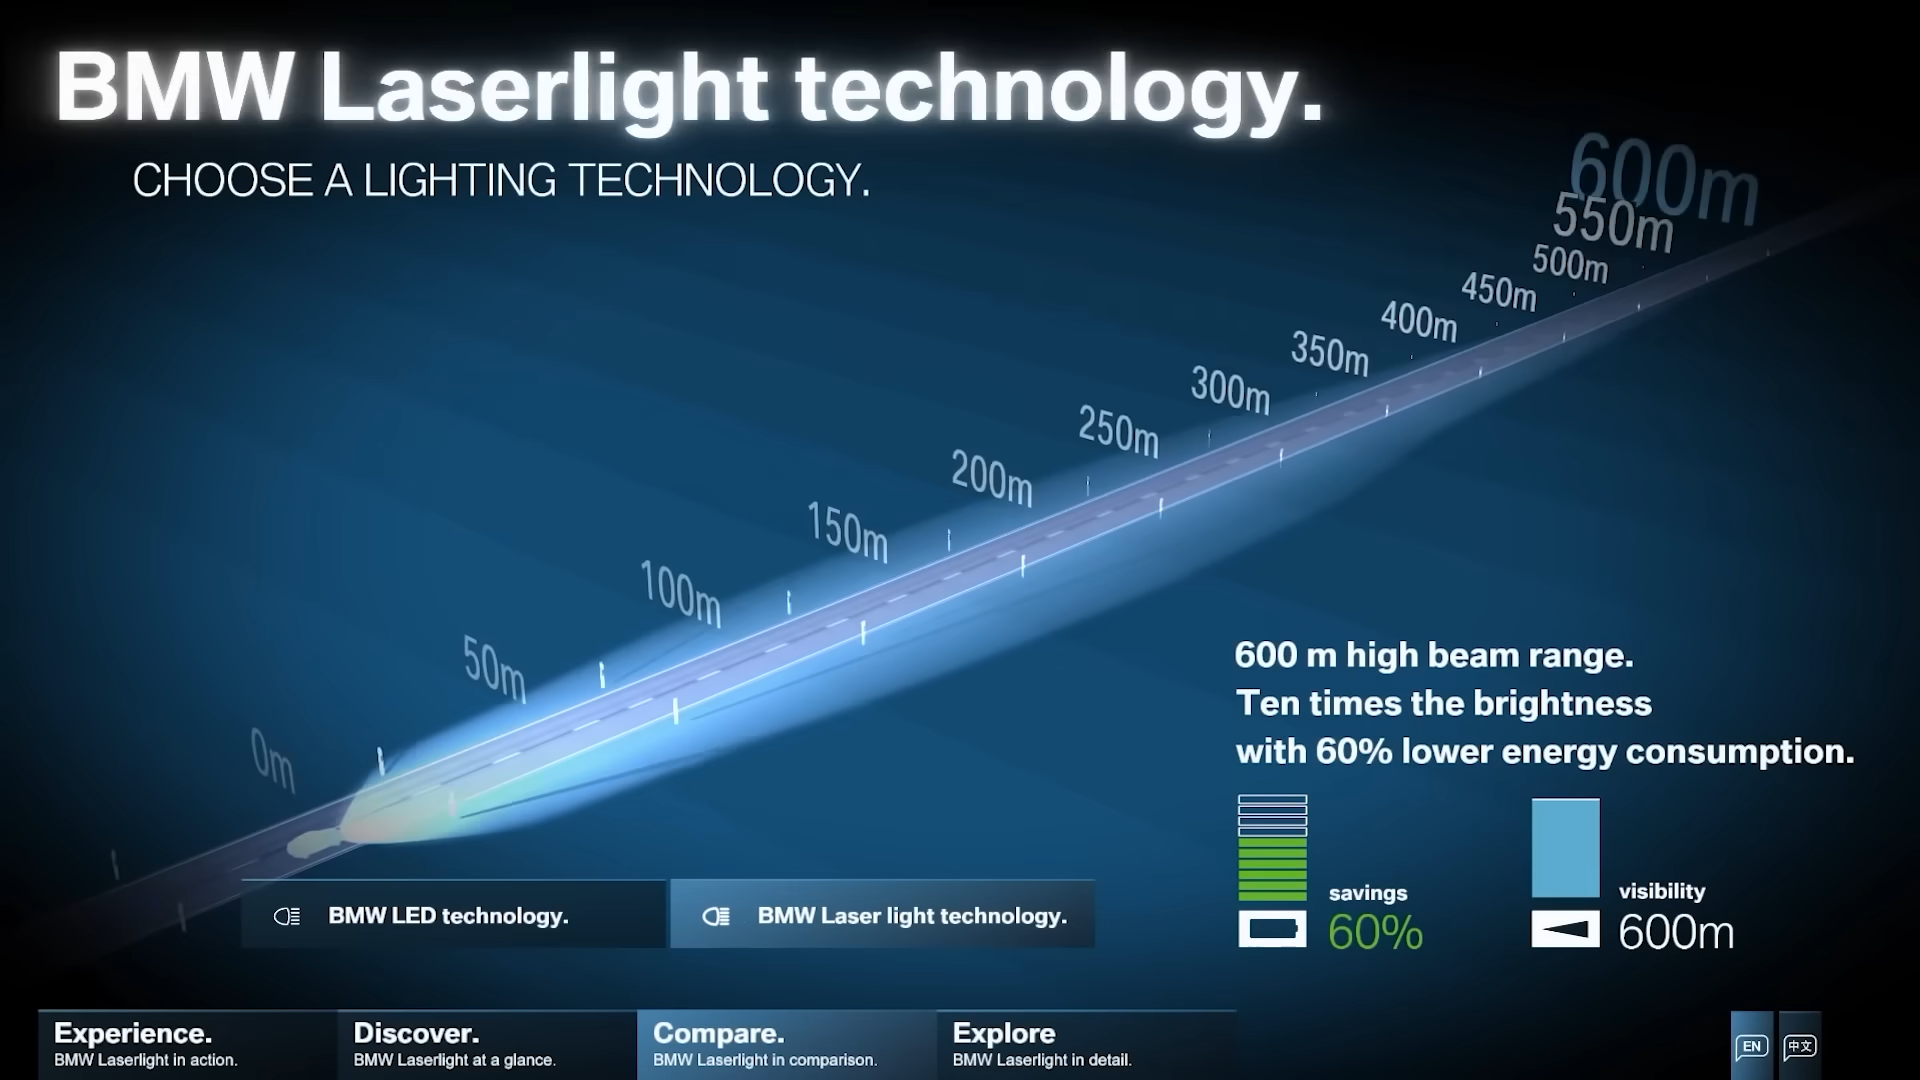 BMW Laserlight technology.
CHOOSE A LIGHTING TECHNOLOGY.
600m
550m
500m
450m
400m
350m
300m
250m
200m
150m
100m
50m
0m
600 m high beam range.
Ten times the brightness
with 60% lower energy consumption.
savings
60%
visibility
600m
BMW LED technology.
BMW Laser light technology.
Experience.
BMW Laserlight in action.
Discover.
BMW Laserlight at a glance.
Compare.
BMW Laserlight in comparison.
Explore
BMW Laserlight in detail.
EN
中文